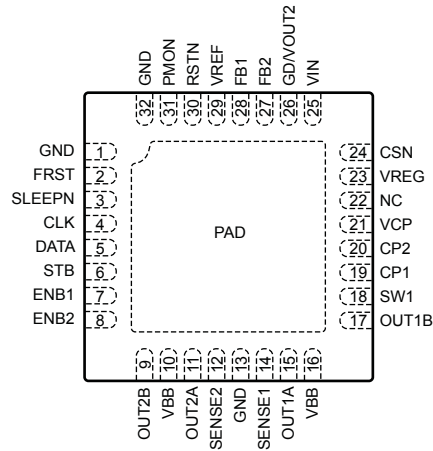 GND
PMON
RSTN
VREF
FB1
FB2
GD/VOUT2
VIN
32
31
30
29
28
27
26
25
GND 1
FRST 2
SLEEPN 3
CLK 4
DATA 5
STB 6
ENB1 7
ENB2 8
PAD
24 CSN
23 VREG
22 NC
21 VCP
20 CP2
19 CP1
18 SW1
17 OUT1B
9
10
11
12
13
14
15
16
OUT2B
VBB
OUT2A
SENSE2
GND
SENSE1
OUT1A
VBB